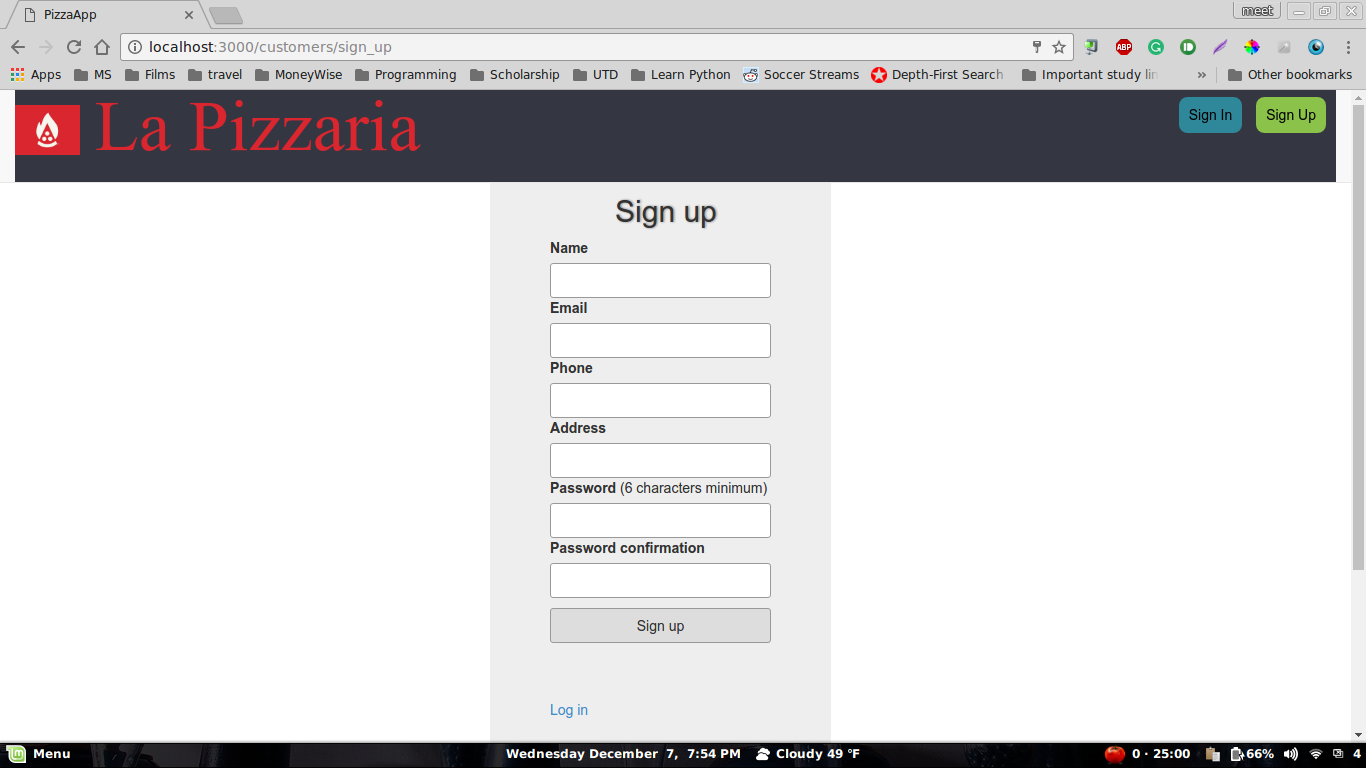 PizzaApp
meet
localhost:3000/customers/sign_up
ABP
Apps MS Films travel MoneyWise Programming Scholarship UTD Learn Python Soccer Streams Depth-First Search Important study lin » Other bookmarks
La Pizzaria
Sign In Sign Up
Sign up
Name
Email
Phone
Address
Password (6 characters minimum)
Password confirmation
Sign up
Log in
Menu Wednesday December 7, 7:54 PM Cloudy 49 °F 0 · 25:00 66% 4